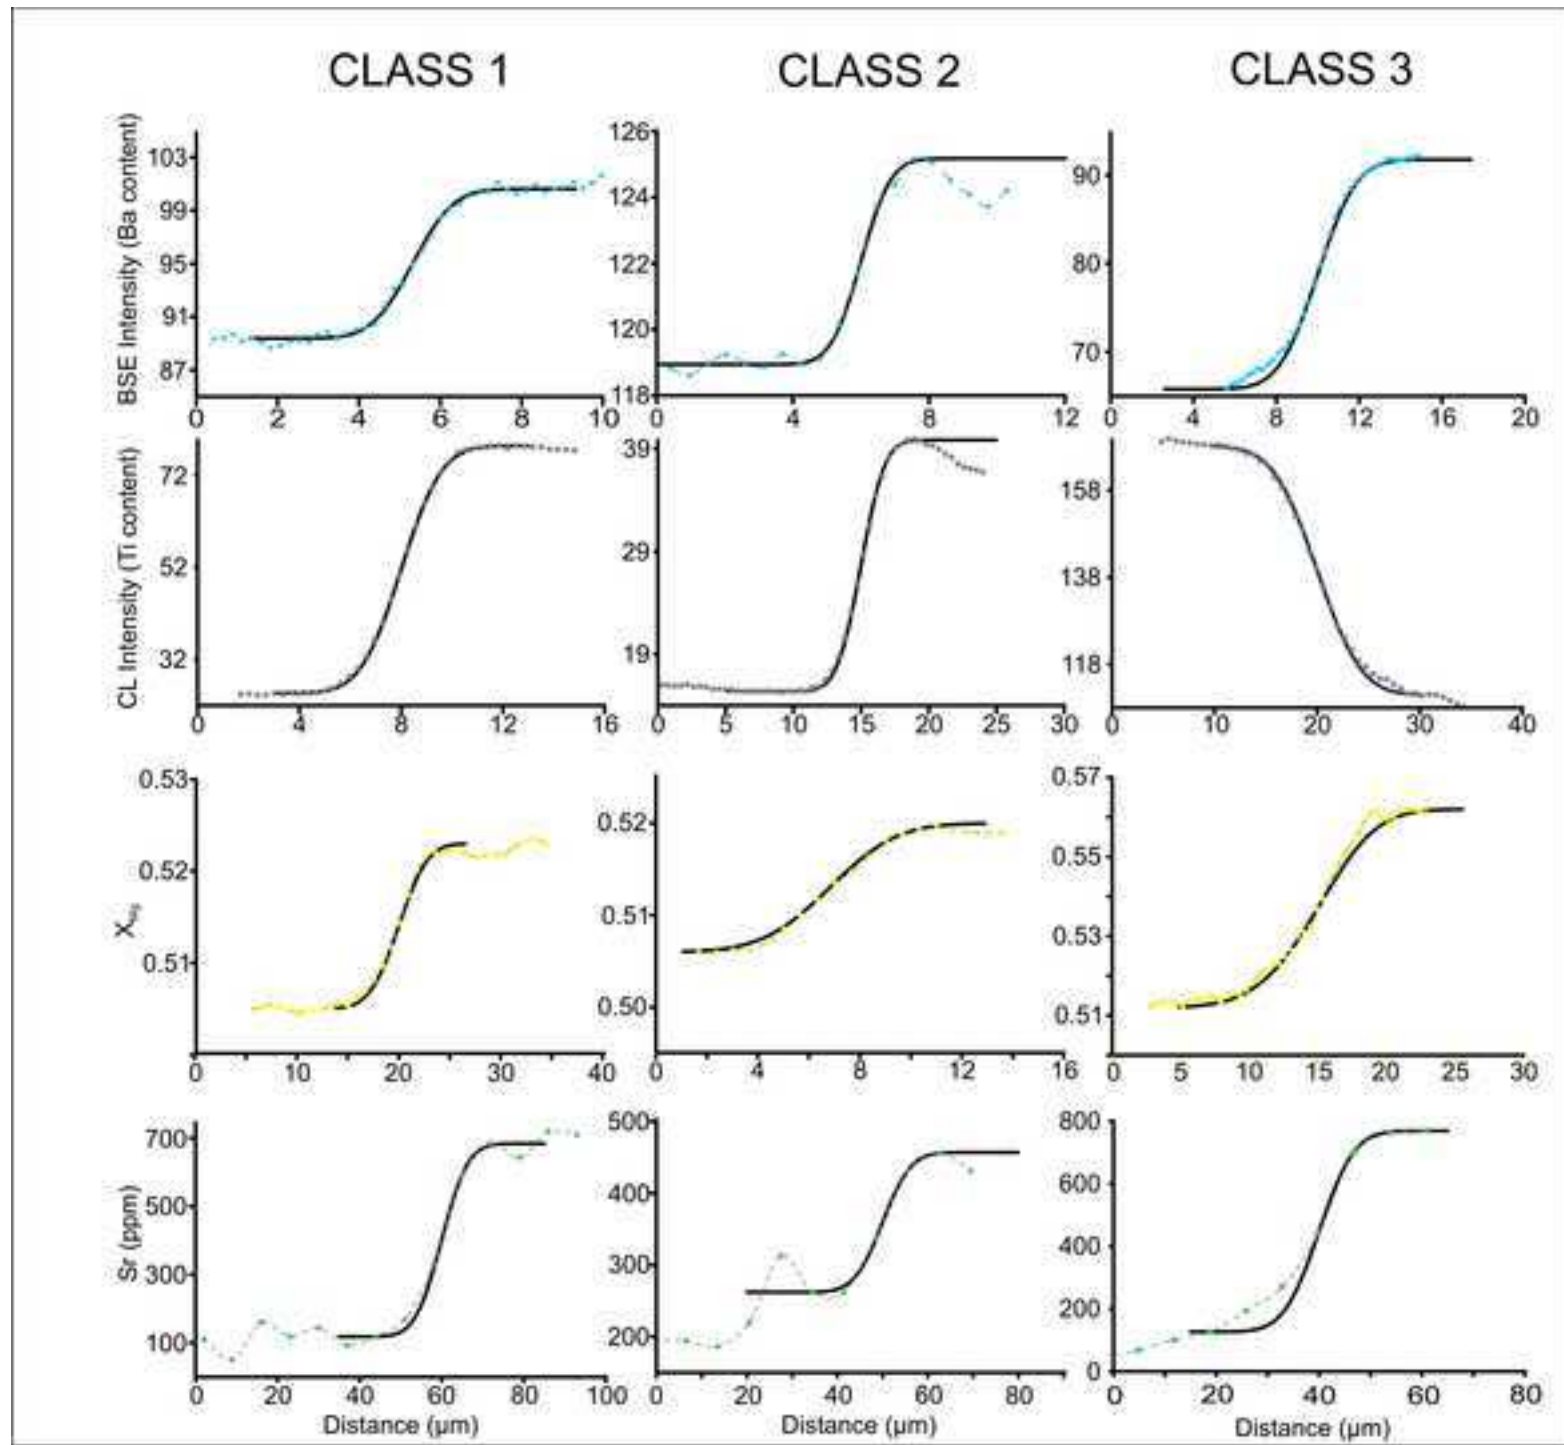 CLASS 1 CLASS 2 CLASS 3
BSE Intensity (Ba content)
103
99
95
91
87
0 2 4 6 8 10
126
124
122
120
118
0 4 8 12
90
80
70
0 4 8 12 16 20
CL Intensity (Ti content)
72
52
32
0 4 8 12 16
39
29
19
0 5 10 15 20 25 30
158
138
118
0 10 20 30 40
X
0.53
0.52
0.51
0 10 20 30 40
0.52
0.51
0.50
0 4 8 12 16
0.57
0.55
0.53
0.51
0 5 10 15 20 25 30
Sr (ppm)
700
500
300
100
0 20 40 60 80 100
Distance (µm)
500
400
300
200
0 20 40 60 80
Distance (µm)
800
600
400
200
0
0 20 40 60 80
Distance (µm)